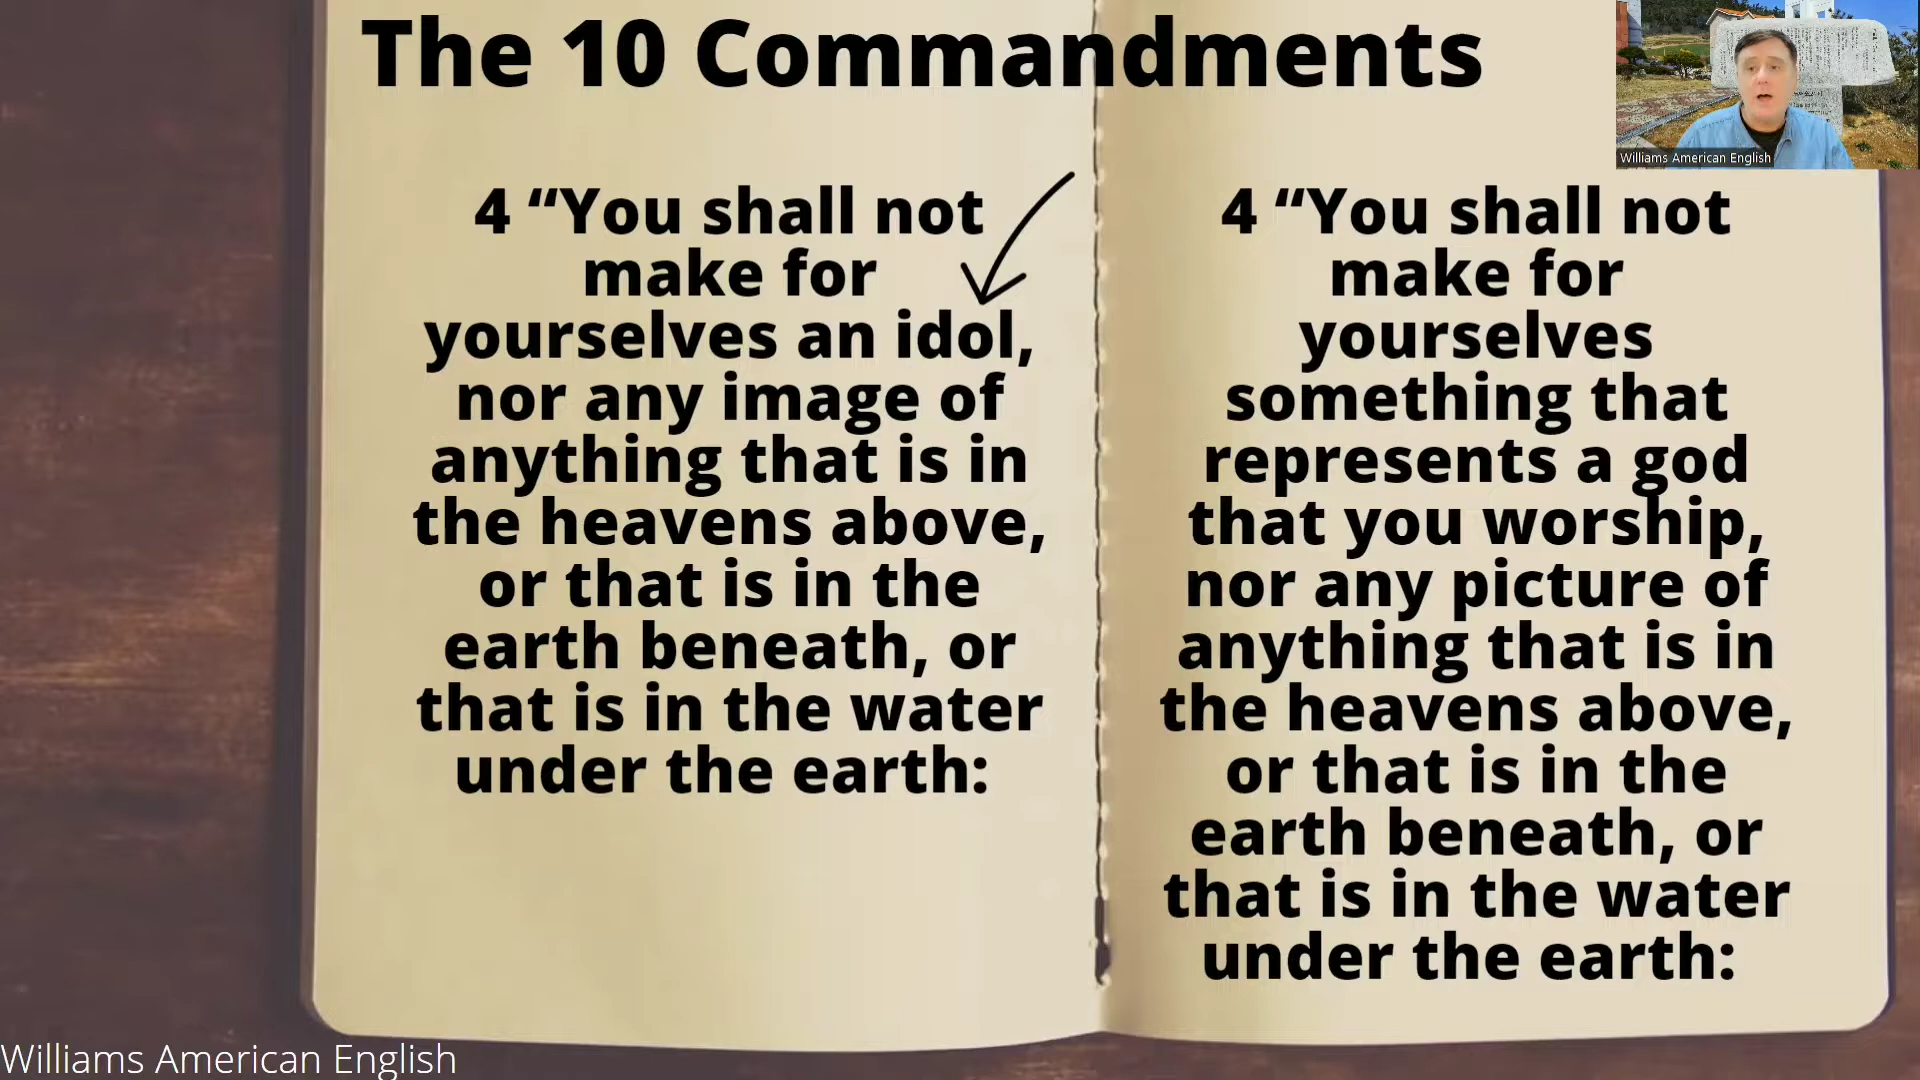 The 10 Commandments
4 “You shall not
make for
yourselves an idol,
nor any image of
anything that is in
the heavens above,
or that is in the
earth beneath, or
that is in the water
under the earth:
4 “You shall not
make for
yourselves
something that
represents a god
that you worship,
nor any picture of
anything that is in
the heavens above,
or that is in the
earth beneath, or
that is in the water
under the earth:
Williams American English
Williams American English